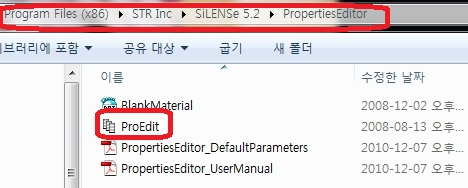 Program Files (x86) ▸ STR Inc ▸ SiLENSe 5.2 ▸ PropertiesEditor
브러리에 포함 ▾ 공유 대상 ▾ 굽기 새 폴더
이름 수정한 날짜
BlankMaterial 2008-12-02 오후...
ProEdit 2008-08-13 오후...
PropertiesEditor_DefaultParameters 2010-12-07 오후...
PropertiesEditor_UserManual 2010-12-07 오후...